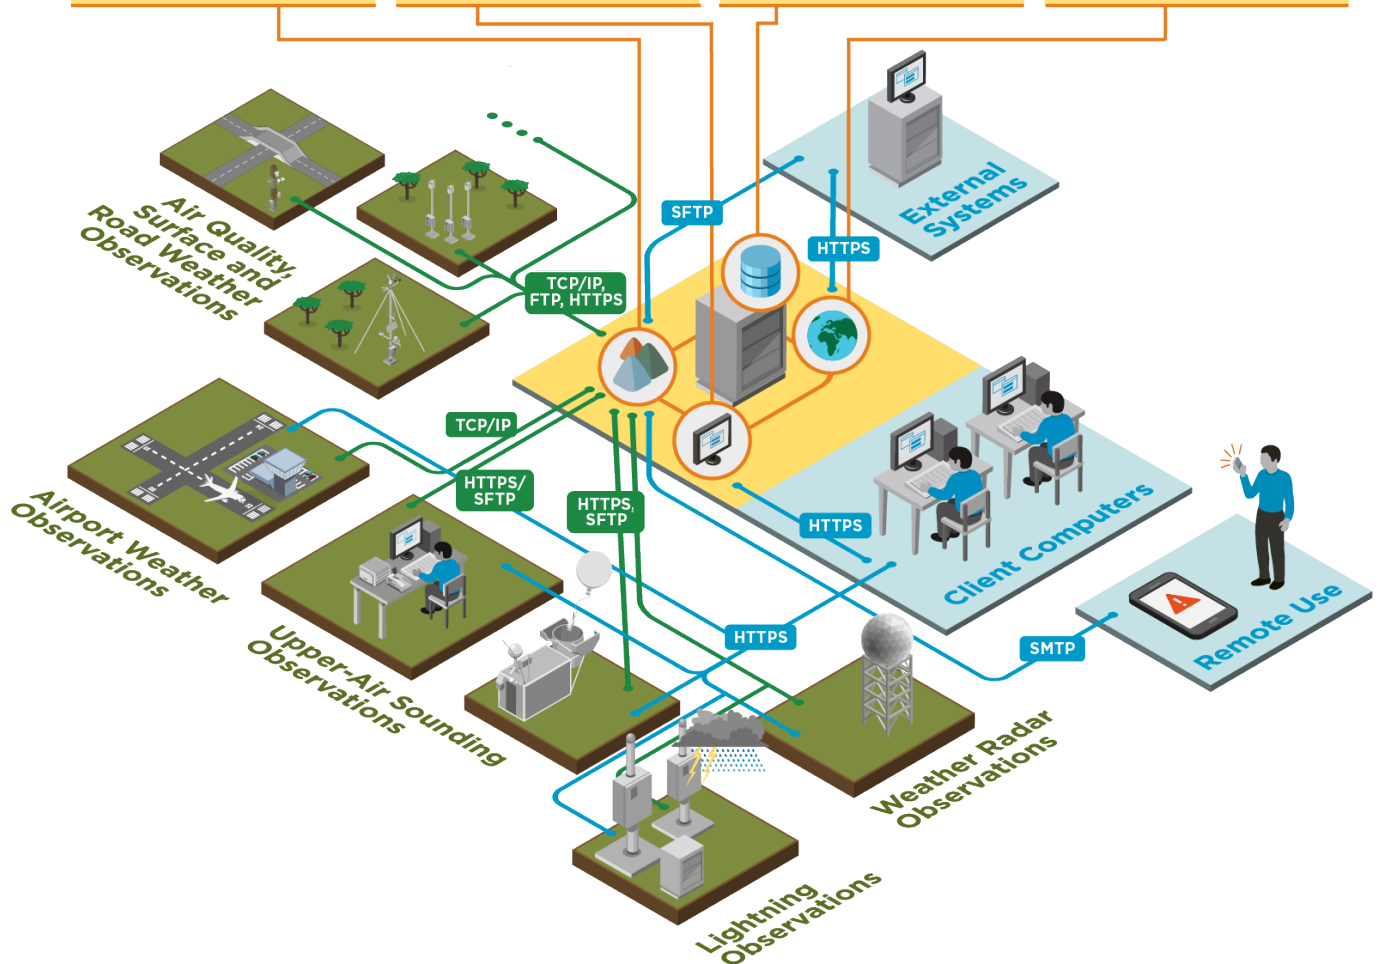 External
Systems
SFTP
HTTPS
Air Quality,
Surface and
Road Weather
Observations
TCP/IP,
FTP, HTTPS
TCP/IP
HTTPS/
SFTP
HTTPS,
SFTP
HTTPS
Client Computers
Airport Weather
Observations
Remote Use
HTTPS
SMTP
Upper-Air Sounding
Observations
Weather Radar
Observations
Lightning
Observations